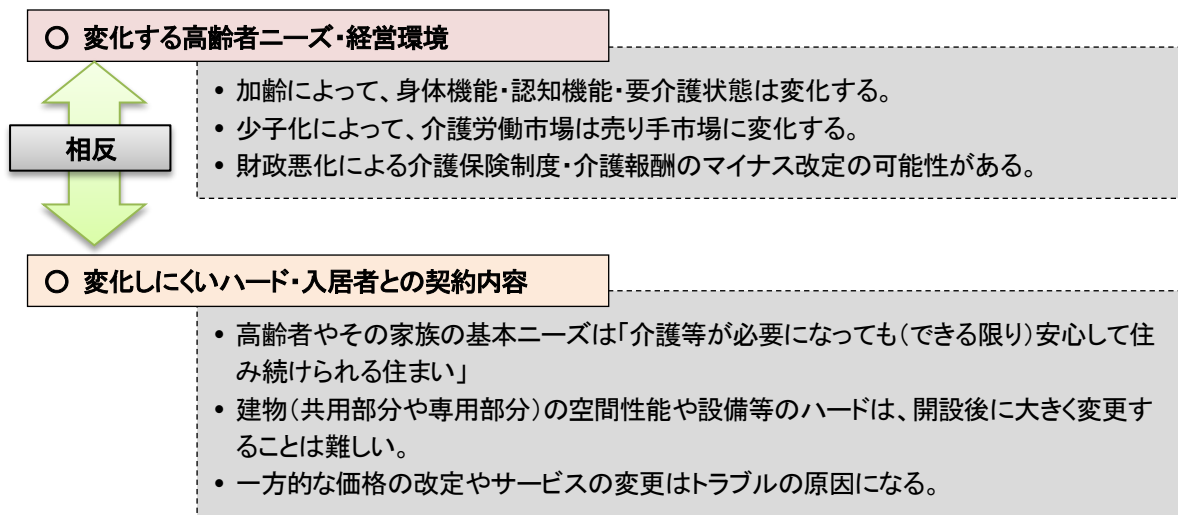 〇 変化する高齢者ニーズ・経営環境
• 加齢によって、身体機能・認知機能・要介護状態は変化する。
• 少子化によって、介護労働市場は売り手市場に変化する。
• 財政悪化による介護保険制度・介護報酬のマイナス改定の可能性がある。
相反
〇 変化しにくいハード・入居者との契約内容
• 高齢者やその家族の基本ニーズは「介護等が必要になっても(できる限り)安心して住
み続けられる住まい」
• 建物(共用部分や専用部分)の空間性能や設備等のハードは、開設後に大きく変更す
ることは難しい。
• 一方的な価格の改定やサービスの変更はトラブルの原因になる。